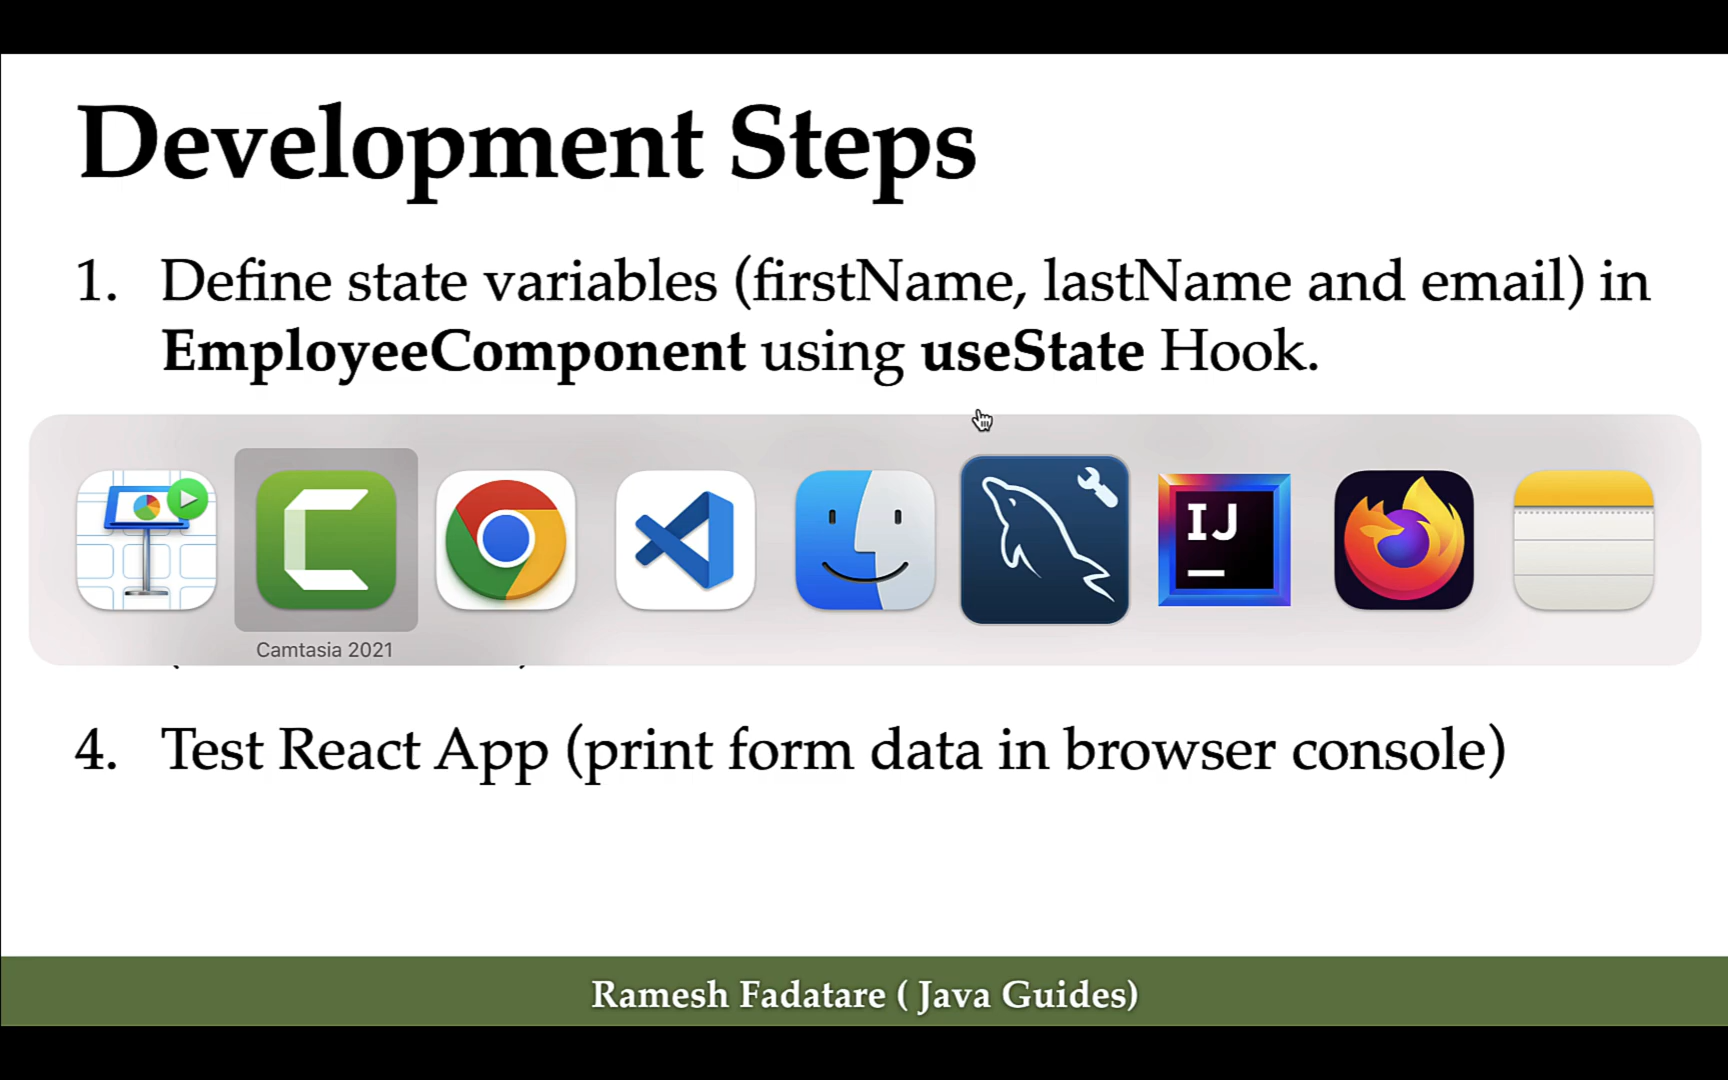 Development Steps
1. Define state variables (firstName, lastName and email) in
EmployeeComponent using useState Hook.
IJ
Camtasia 2021
4. Test React App (print form data in browser console)
Ramesh Fadatare ( Java Guides)